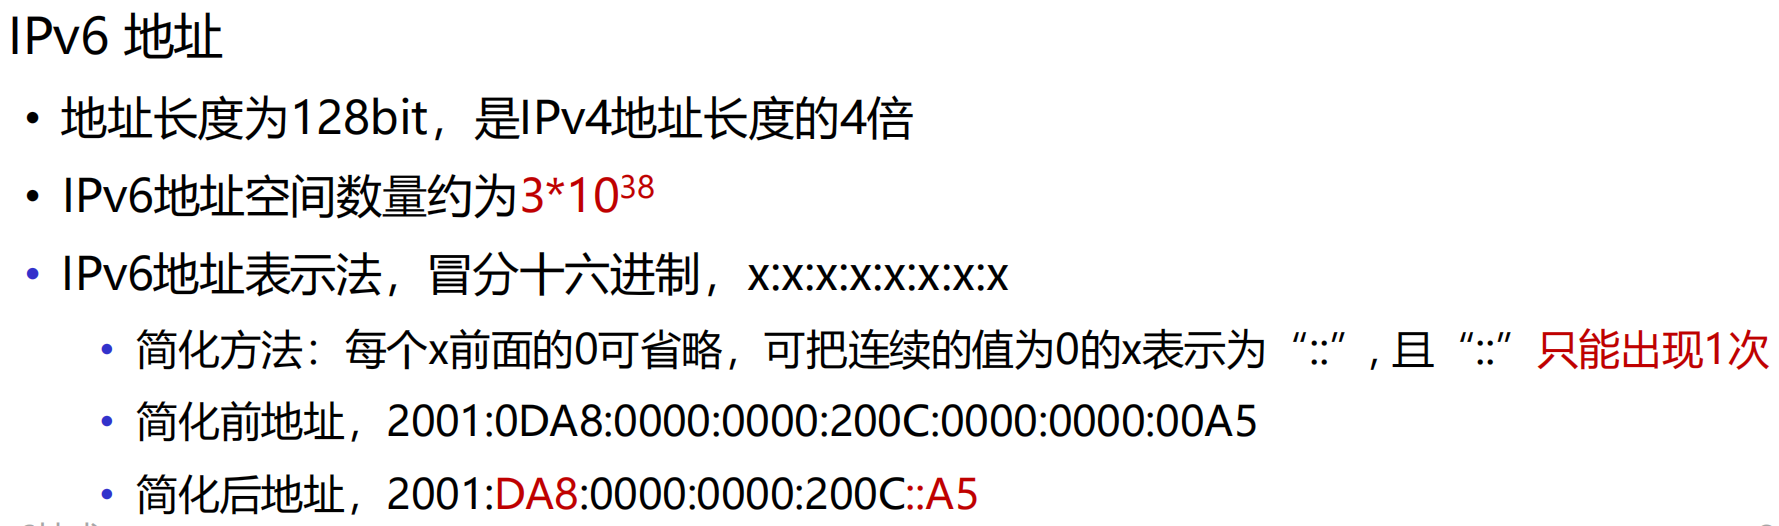 IPv6 地址
• 地址长度为128bit，是IPv4地址长度的4倍
• IPv6地址空间数量约为3*10³⁸
• IPv6地址表示法，冒分十六进制，x:x:x:x:x:x:x:x
• 简化方法：每个x前面的0可省略，可把连续的值为0的x表示为“::”, 且“::”只能出现1次
• 简化前地址，2001:0DA8:0000:0000:200C:0000:0000:00A5
• 简化后地址，2001:DA8:0000:0000:200C::A5